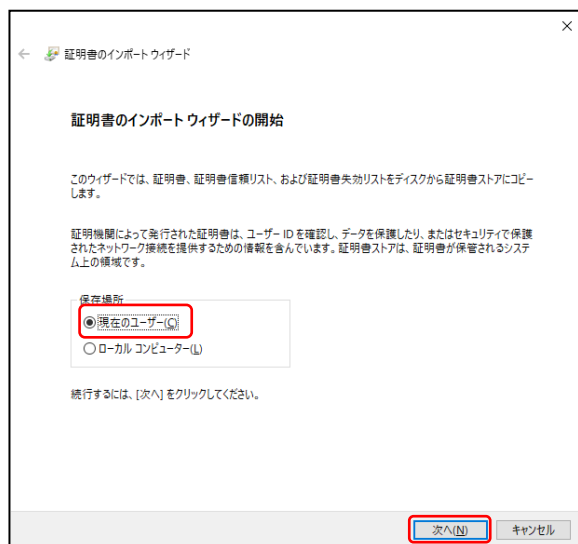 証明書のインポート ウィザード
証明書のインポート ウィザードの開始
このウィザードでは、証明書、証明書信頼リスト、および証明書失効リストをディスクから証明書ストアにコピー
します。
証明機関によって発行された証明書は、ユーザー ID を確認し、データを保護したり、またはセキュリティで保護
されたネットワーク接続を提供するための情報を含んでいます。証明書ストアは、証明書が保管されるシステ
ム上の領域です。
保存場所
現在のユーザー(C)
ローカル コンピューター(L)
続行するには、[次へ] をクリックしてください。
次へ(N) キャンセル